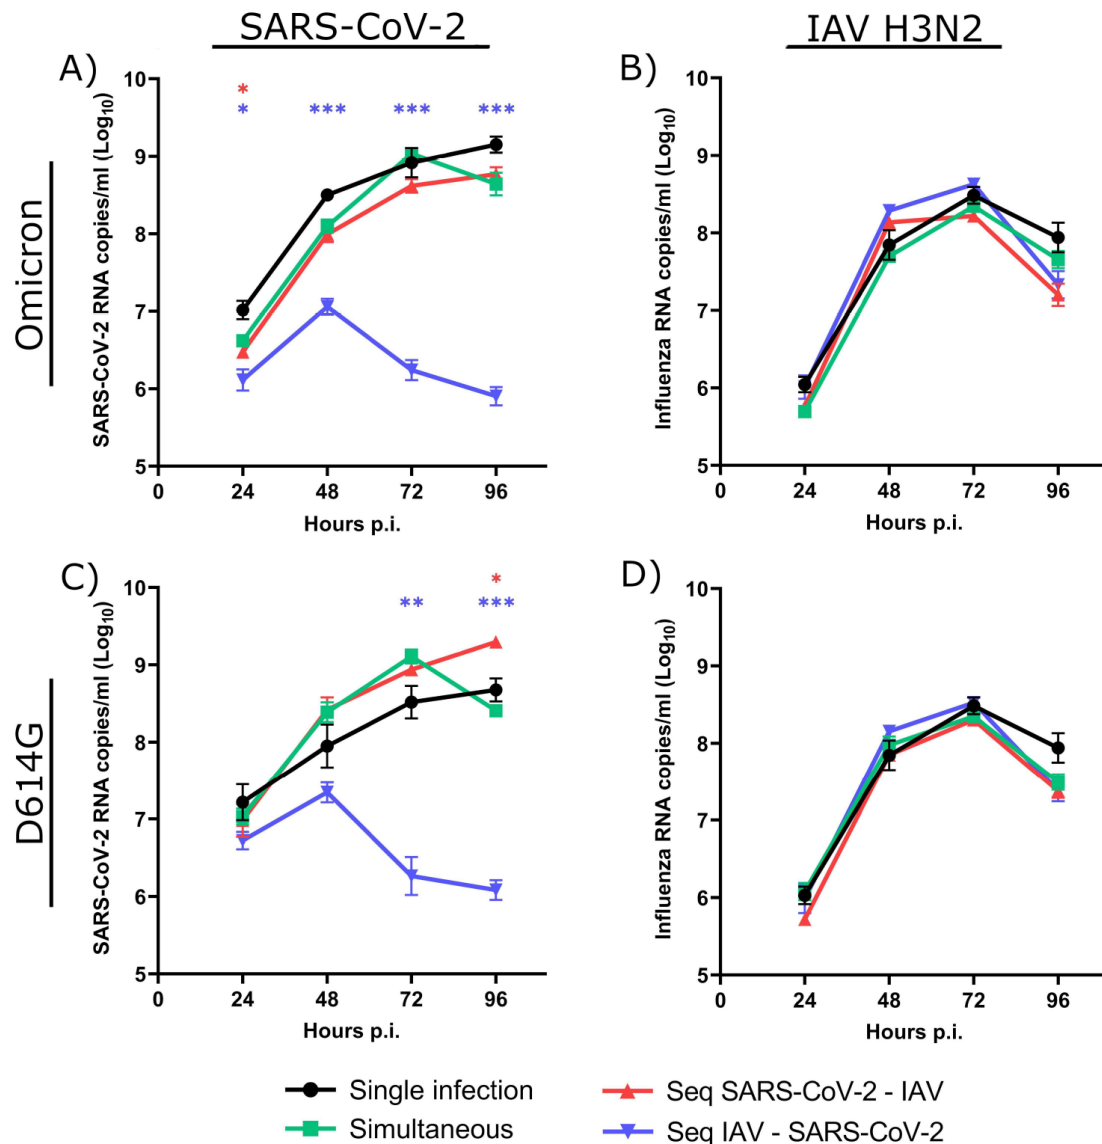 SARS-CoV-2
IAV H3N2
Omicron
D614G
A)
SARS-CoV-2 RNA copies/ml (Log10)
10
9
8
7
6
5
* 
* *** *** ***
0 24 48 72 96
Hours p.i.
B)
Influenza RNA copies/ml (Log10)
10
9
8
7
6
5
0 24 48 72 96
Hours p.i.
C)
SARS-CoV-2 RNA copies/ml (Log10)
10
9
8
7
6
5
*
** ***
0 24 48 72 96
Hours p.i.
D)
Influenza RNA copies/ml (Log10)
10
9
8
7
6
5
0 24 48 72 96
Hours p.i.
Single infection
Simultaneous
Seq SARS-CoV-2 - IAV
Seq IAV - SARS-CoV-2